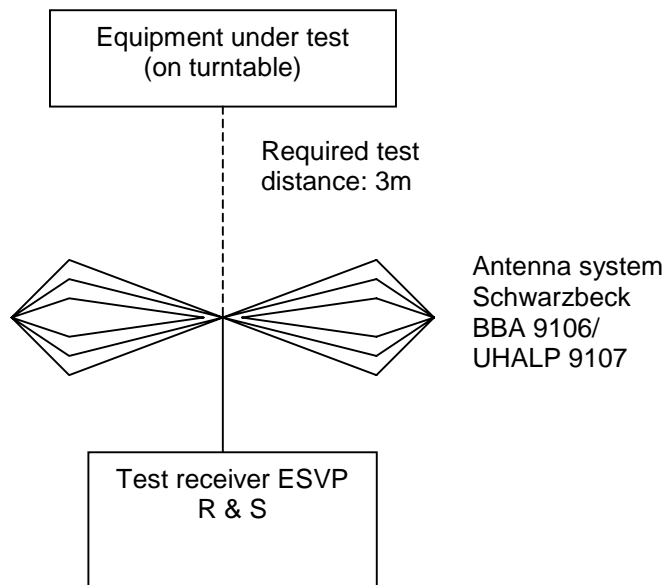 Equipment under test
(on turntable)
Required test
distance: 3m
Antenna system
Schwarzbeck
BBA 9106/
UHALP 9107
Test receiver ESVP
R & S